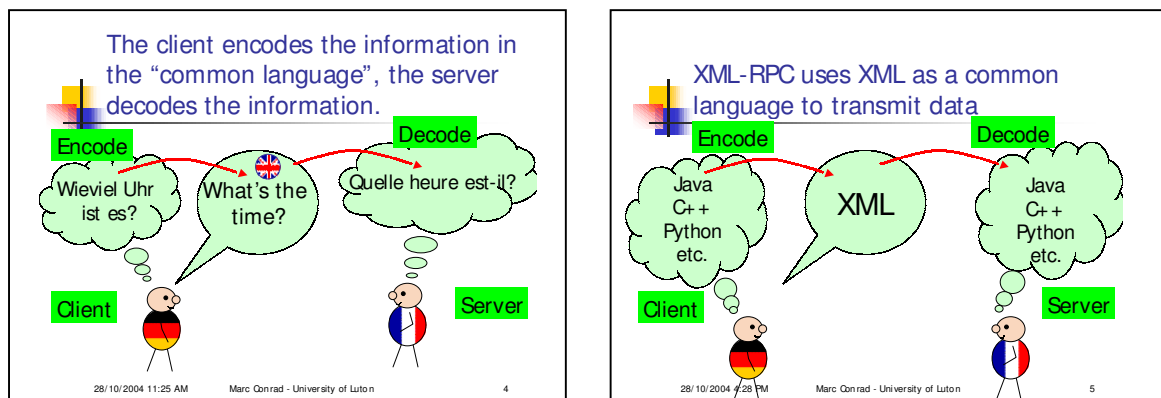 The client encodes the information in
the “common language”, the server
decodes the information.
Encode
Decode
Wieviel Uhr
ist es?
What's the
time?
Quelle heure est-il?
Client
Server
28/10/2004 11:25 AM
Marc Conrad - University of Luton
4
XML-RPC uses XML as a common
language to transmit data
Encode
Decode
Java
C++
Python
etc.
XML
Java
C++
Python
etc.
Client
Server
28/10/2004 4:28 PM
Marc Conrad - University of Luton
5